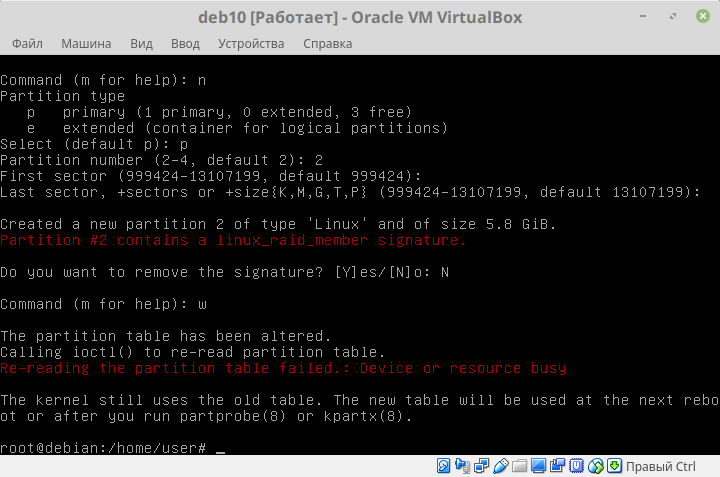 deb10 [Работает] - Oracle VM VirtualBox
Файл Машина Вид Ввод Устройства Справка
Command (m for help): n
Partition type
   p   primary (1 primary, 0 extended, 3 free)
   e   extended (container for logical partitions)
Select (default p): p
Partition number (2-4, default 2): 2
First sector (999424-13107199, default 999424):
Last sector, +sectors or +size{K,M,G,T,P} (999424-13107199, default 13107199):
Created a new partition 2 of type 'Linux' and of size 5.8 GiB.
Partition #2 contains a linux_raid_member signature.
Do you want to remove the signature? [Y]es/[N]o: N
Command (m for help): w
The partition table has been altered.
Calling ioctl() to re-read partition table.
Re-reading the partition table failed.: Device or resource busy
The kernel still uses the old table. The new table will be used at the next rebo
ot or after you run partprobe(8) or kpartx(8).
root@debian:/home/user# _
Правый Ctrl